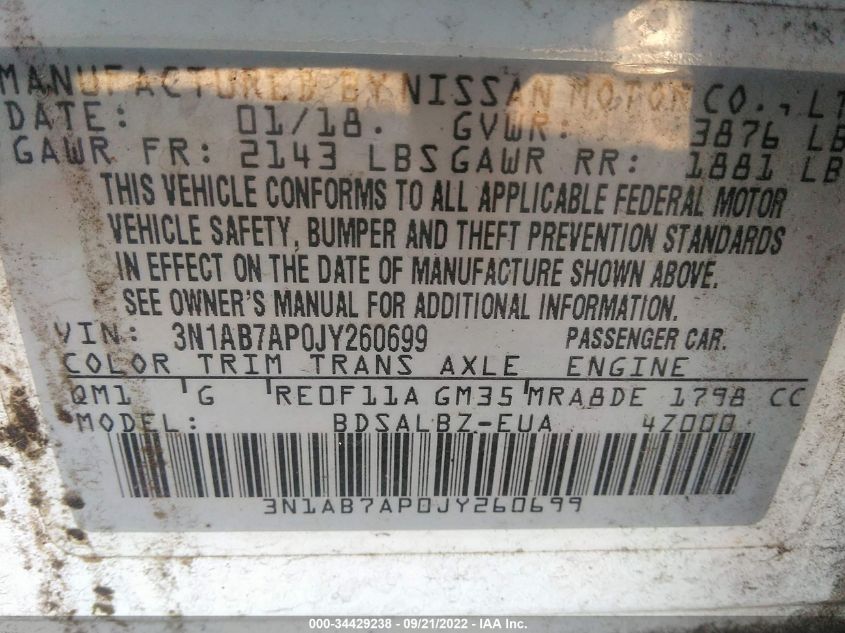 MANUFACTURED BY NISSAN MOTOR CO., LT
DATE: 01/18. GVWR: 3876 LB
GAWR FR: 2143 LBS GAWR RR: 1881 LB
THIS VEHICLE CONFORMS TO ALL APPLICABLE FEDERAL MOTOR
VEHICLE SAFETY, BUMPER AND THEFT PREVENTION STANDARDS
IN EFFECT ON THE DATE OF MANUFACTURE SHOWN ABOVE.
SEE OWNER'S MANUAL FOR ADDITIONAL INFORMATION.
VIN: 3N1AB7AP0JY260699 PASSENGER CAR.
COLOR TRIM TRANS AXLE ENGINE
QM1 G RE0F11A GM35 MRA8DE 1798 CC
MODEL: BDSALBZ-EUA 4Z000
3N1AB7AP0JY260699
000-34429238 - 09/21/2022 - IAA Inc.